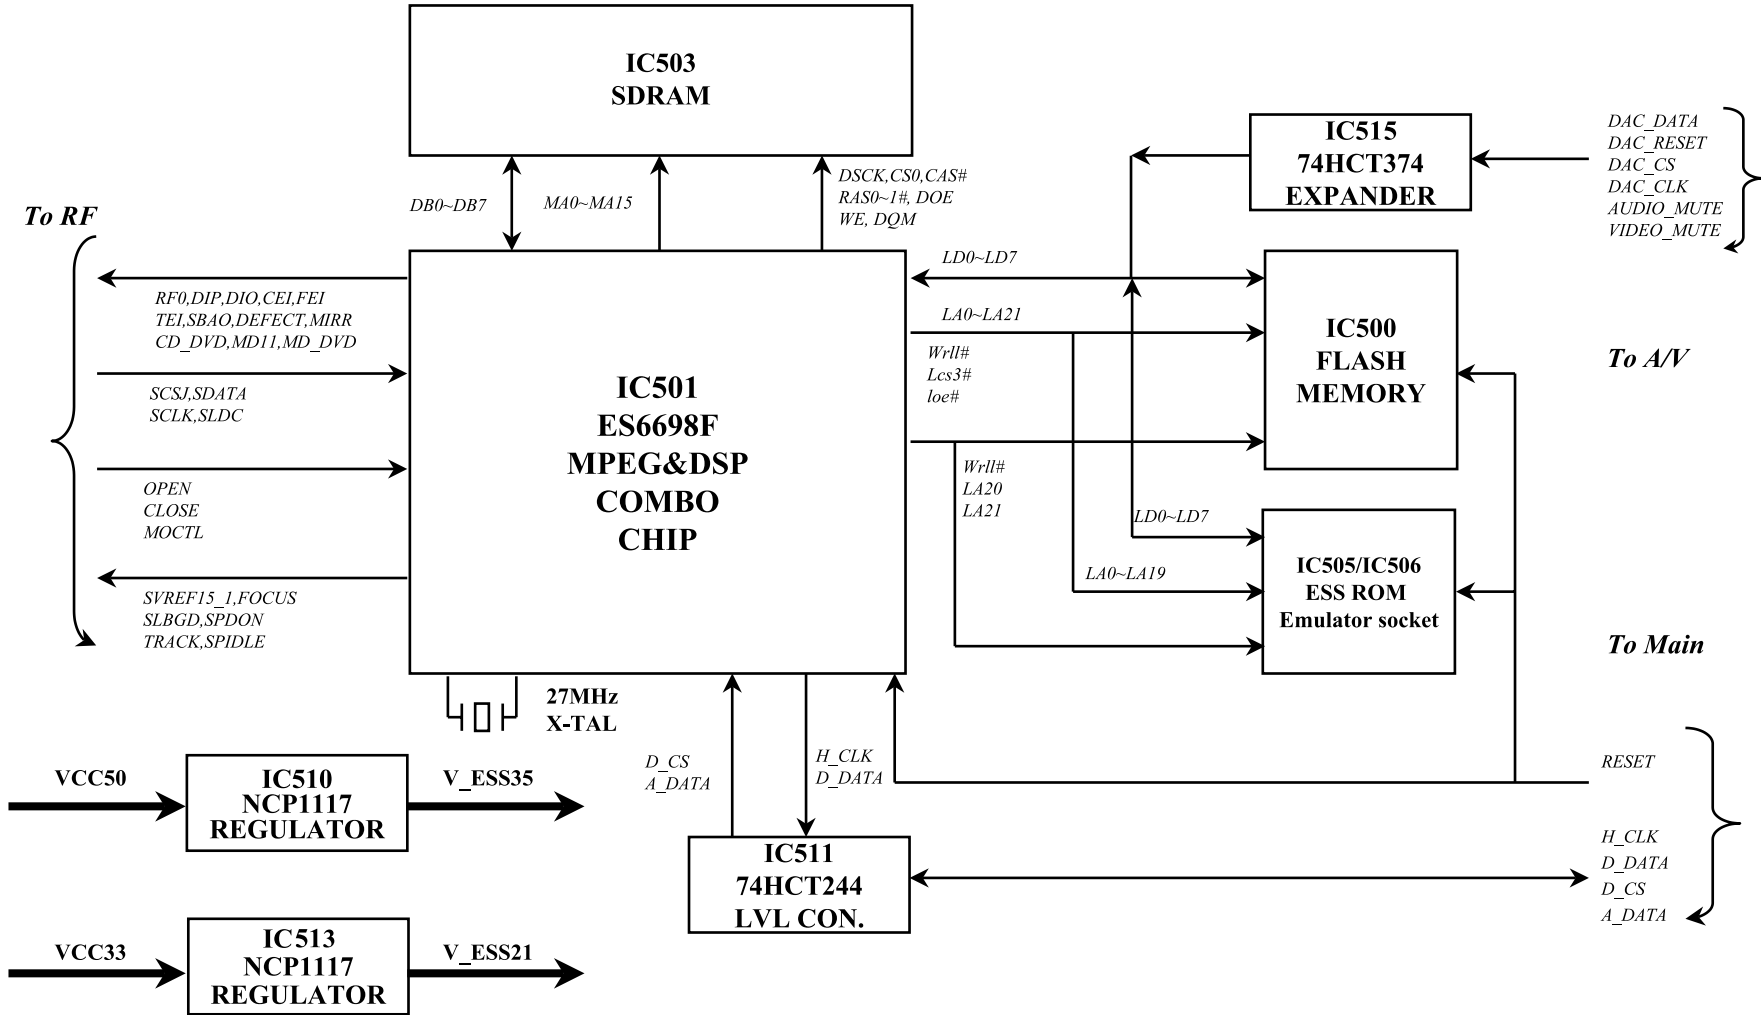 IC503
SDRAM
DB0~DB7
MA0~MA15
DSCK,CS0,CAS#
RAS0~1#, DOE
WE, DQM
IC515
74HCT374
EXPANDER
DAC_DATA
DAC_RESET
DAC_CS
DAC_CLK
AUDIO_MUTE
VIDEO_MUTE
To RF
RF0,DIP,DIO,CEI,FEI
TEI,SBAO,DEFECT,MIRR
CD_DVD,MD11,MD_DVD
SCSJ,SDATA
SCLK,SLDC
OPEN
CLOSE
MOCTL
SVREF15_1,FOCUS
SLBGD,SPDON
TRACK,SPIDLE
IC501
ES6698F
MPEG&DSP
COMBO
CHIP
LD0~LD7
LA0~LA21
Wrll#
Lcs3#
loe#
Wrll#
LA20
LA21
LD0~LD7
LA0~LA19
IC500
FLASH
MEMORY
To A/V
IC505/IC506
ESS ROM
Emulator socket
To Main
27MHz
X-TAL
D_CS
A_DATA
H_CLK
D_DATA
RESET
H_CLK
D_DATA
D_CS
A_DATA
VCC50
IC510
NCP1117
REGULATOR
V_ESS35
IC511
74HCT244
LVL CON.
VCC33
IC513
NCP1117
REGULATOR
V_ESS21